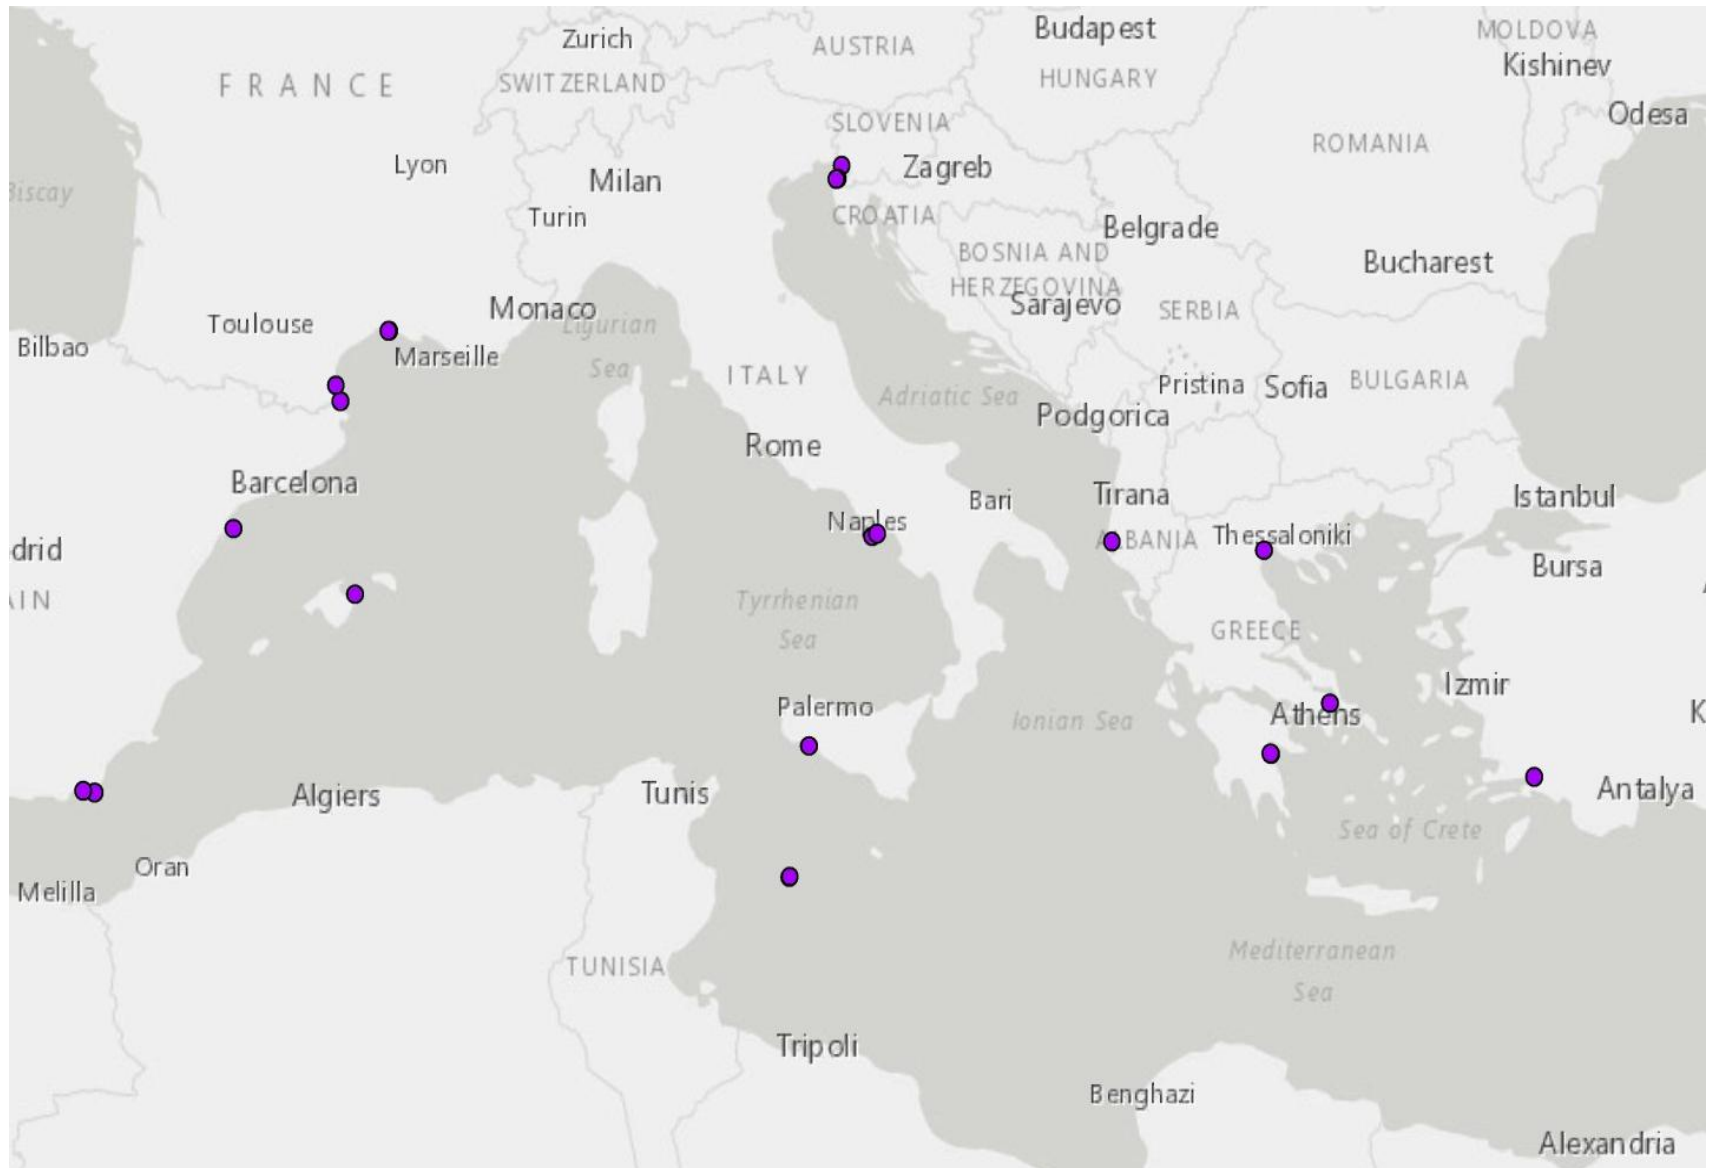 Budapest
MOLDOVA
Zurich
AUSTRIA
Kishinev
FRANCE
SWITZERLAND
HUNGARY
Odesa
SLOVENIA
ROMANIA
Lyon
Zagreb
Milan
Biscay
Turin
CROATIA
Belgrade
BOSNIA AND
HERZEGOVINA
Bucharest
Sarajevo
Monaco
SERBIA
Toulouse
Ligurian
Sea
Bilbao
Marseille
ITALY
Pristina
Sofia
BULGARIA
Adriatic Sea
Podgorica
Rome
Barcelona
Tirana
Istanbul
Bari
Naples
Thessaloniki
ALBANIA
drid
Bursa
AIN
Tyrrhenian
Sea
GREECE
Izmir
Palermo
Ionian Sea
Athens
K
Algiers
Tunis
Antalya
Sea of Crete
Oran
Melilla
Mediterranean
Sea
TUNISIA
Tripoli
Benghazi
Alexandria